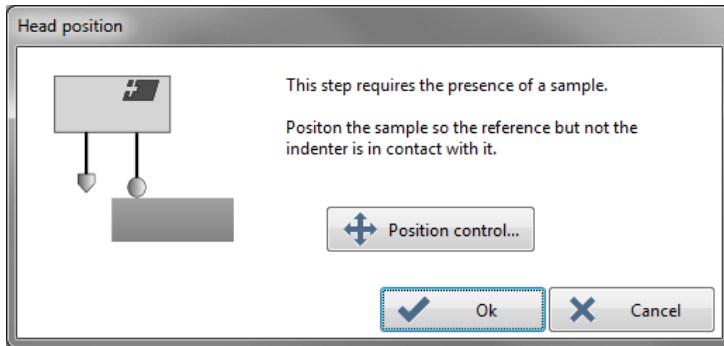 Head position
This step requires the presence of a sample.
Positon the sample so the reference but not the
indenter is in contact with it.
Position control...
Ok
Cancel